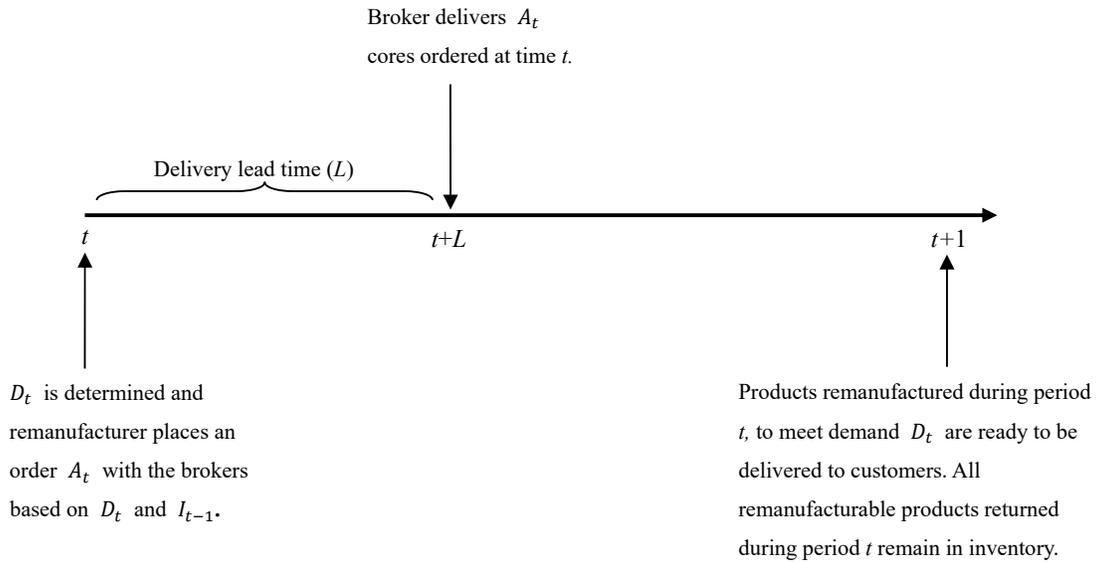 Broker delivers A_t
cores ordered at time t.
Delivery lead time (L)
t
t+L
t+1
D_t is determined and
remanufacturer places an
order A_t with the brokers
based on D_t and I_{t−1}.
Products remanufactured during period
t, to meet demand D_t are ready to be
delivered to customers. All
remanufacturable products returned
during period t remain in inventory.